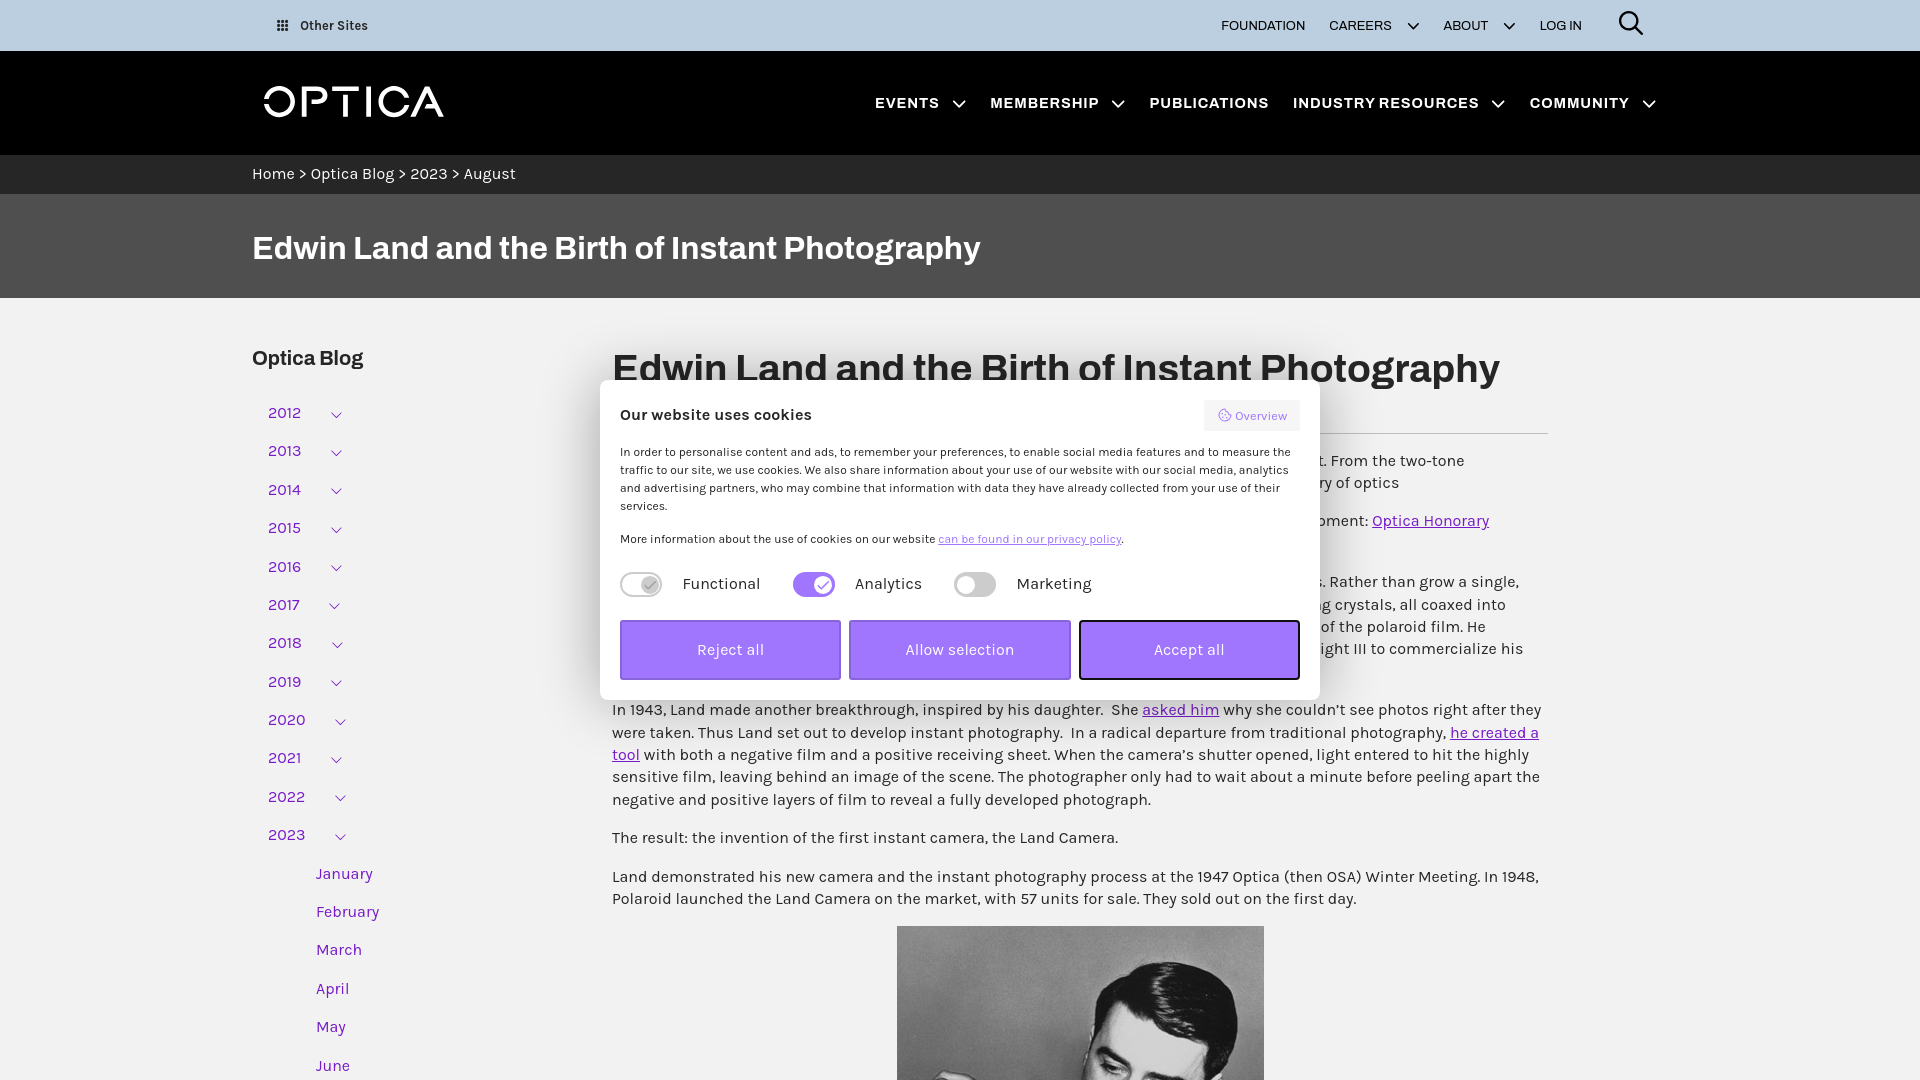 Other Sites
FOUNDATION CAREERS ABOUT LOG IN
OPTICA
EVENTS MEMBERSHIP PUBLICATIONS INDUSTRY RESOURCES COMMUNITY
Home > Optica Blog > 2023 > August
Edwin Land and the Birth of Instant Photography
Optica Blog
2012
2013
2014
2015
2016
2017
2018
2019
2020
2021
2022
2023
January
February
March
April
May
June
Edwin Land and the Birth of Instant Photography
Our website uses cookies
Overview
In order to personalise content and ads, to remember your preferences, to enable social media features and to measure the
traffic to our site, we use cookies. We also share information about your use of our website with our social media, analytics
and advertising partners, who may combine that information with data they have already collected from your use of their
services.
More information about the use of cookies on our website can be found in our privacy policy.
Functional Analytics Marketing
Reject all Allow selection Accept all
From the two-tone
of optics
Optica Honorary
Rather than grow a single,
crystals, all coaxed into
of the polaroid film. He
III to commercialize his
In 1943, Land made another breakthrough, inspired by his daughter. She asked him why she couldn’t see photos right after they
were taken. Thus Land set out to develop instant photography. In a radical departure from traditional photography, he created a
tool with both a negative film and a positive receiving sheet. When the camera’s shutter opened, light entered to hit the highly
sensitive film, leaving behind an image of the scene. The photographer only had to wait about a minute before peeling apart the
negative and positive layers of film to reveal a fully developed photograph.
The result: the invention of the first instant camera, the Land Camera.
Land demonstrated his new camera and the instant photography process at the 1947 Optica (then OSA) Winter Meeting. In 1948,
Polaroid launched the Land Camera on the market, with 57 units for sale. They sold out on the first day.